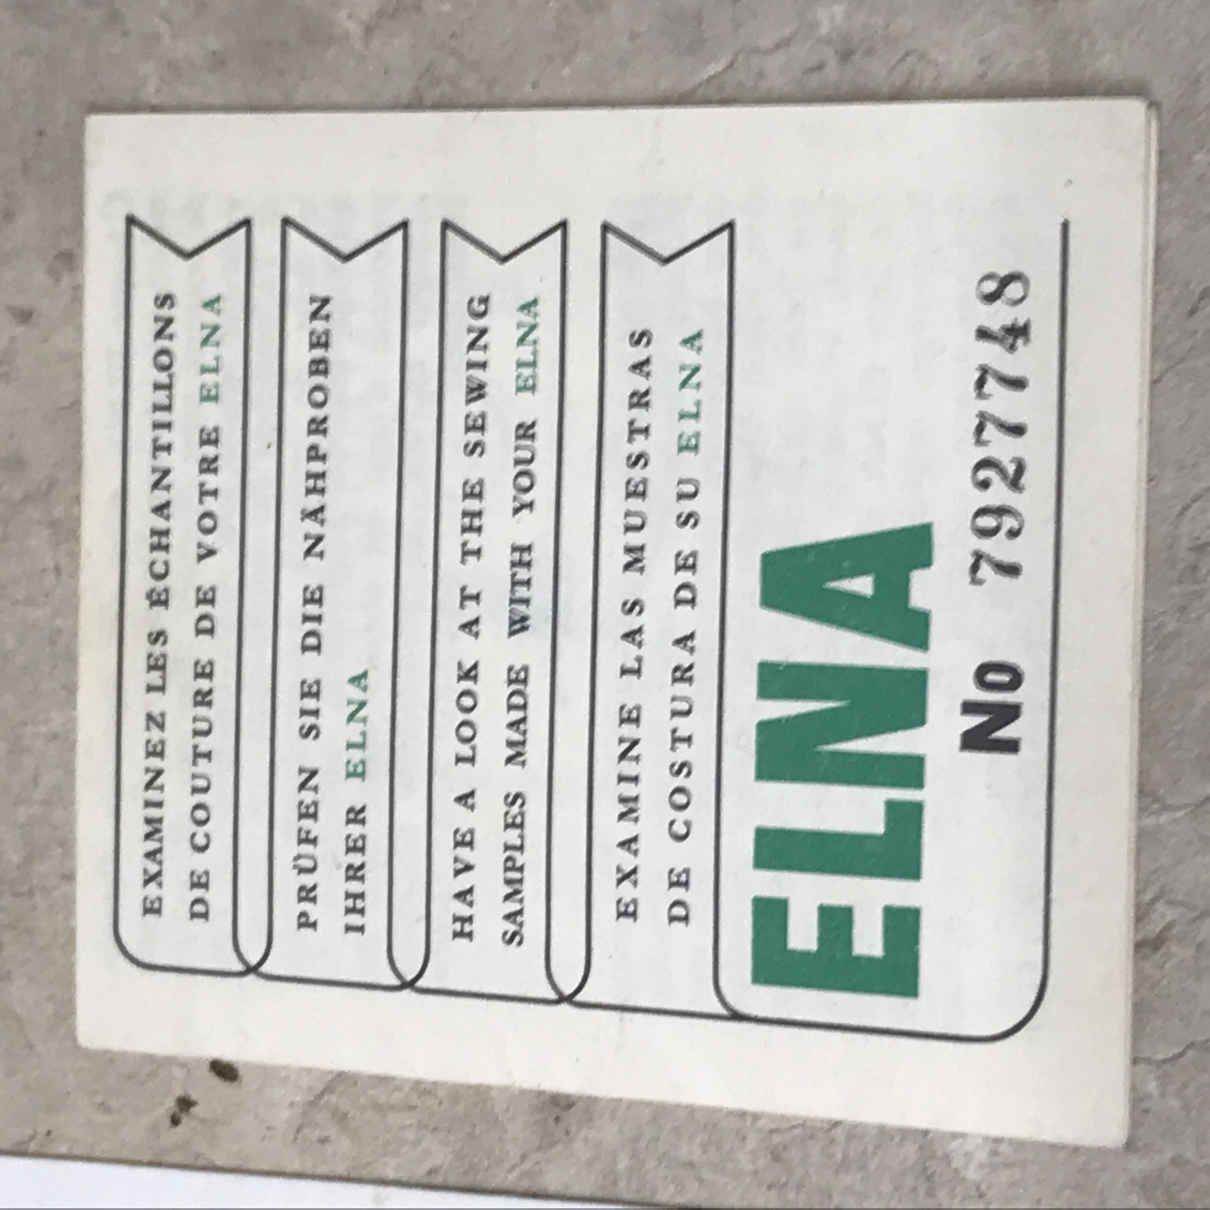 EXAMINEZ LES ÉCHANTILLONS
DE COUTURE DE VOTRE ELNA
PRÜFEN SIE DIE NÄHPROBEN
IHRER ELNA
HAVE A LOOK AT THE SEWING
SAMPLES MADE WITH YOUR ELNA
EXAMINE LAS MUESTRAS
DE COSTURA DE SU ELNA
ELNA
No 7927748